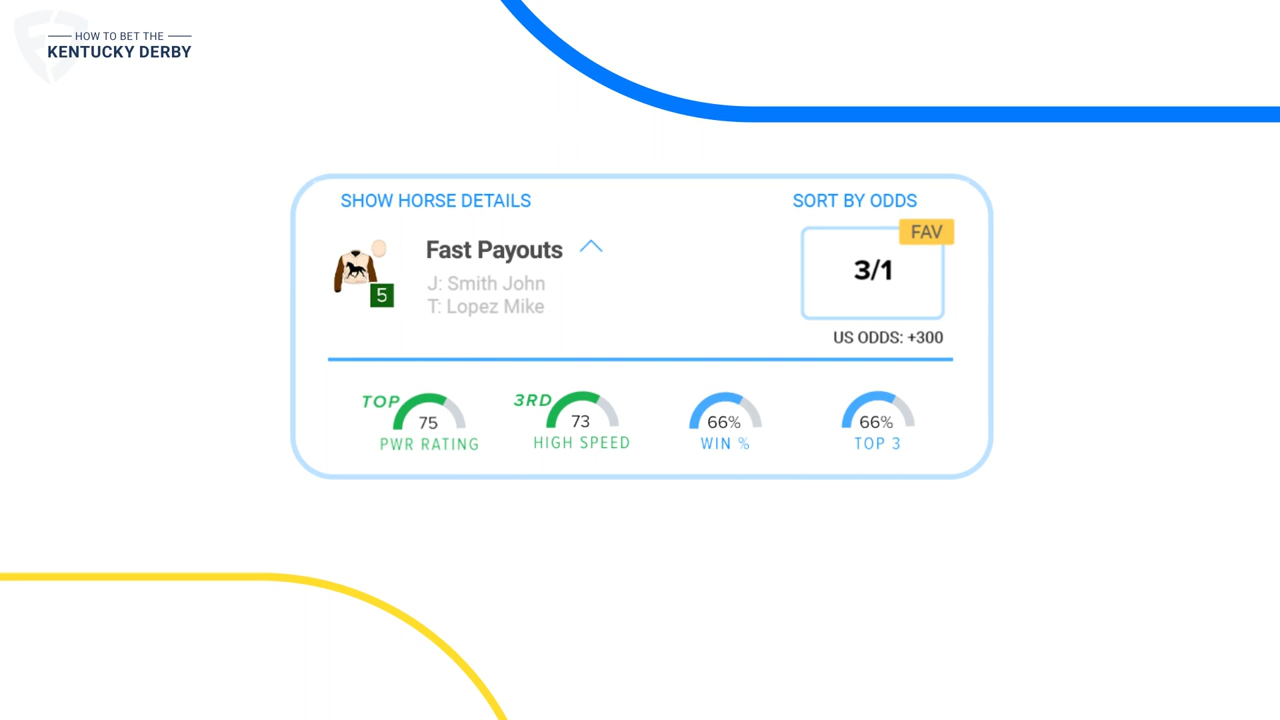 HOW TO BET THE
KENTUCKY DERBY
SHOW HORSE DETAILS
SORT BY ODDS
FAV
Fast Payouts
3/1
J: Smith John
5
T: Lopez Mike
US ODDS: +300
TOP
75
PWR RATING
3RD
73
HIGH SPEED
66%
WIN %
66%
TOP 3